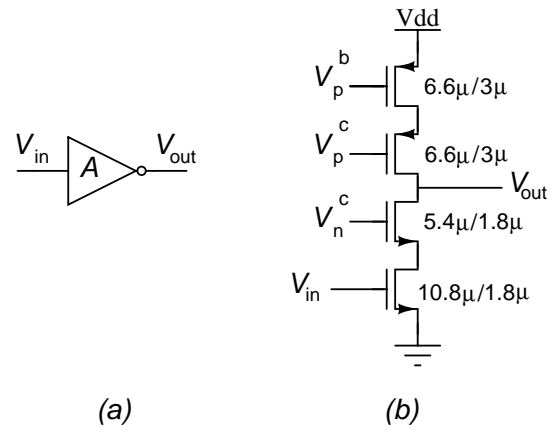 Vdd
V_p^b
6.6µ/3µ
V_p^c
6.6µ/3µ
V_in
A
V_out
V_out
V_n^c
5.4µ/1.8µ
V_in
10.8µ/1.8µ
(a)
(b)